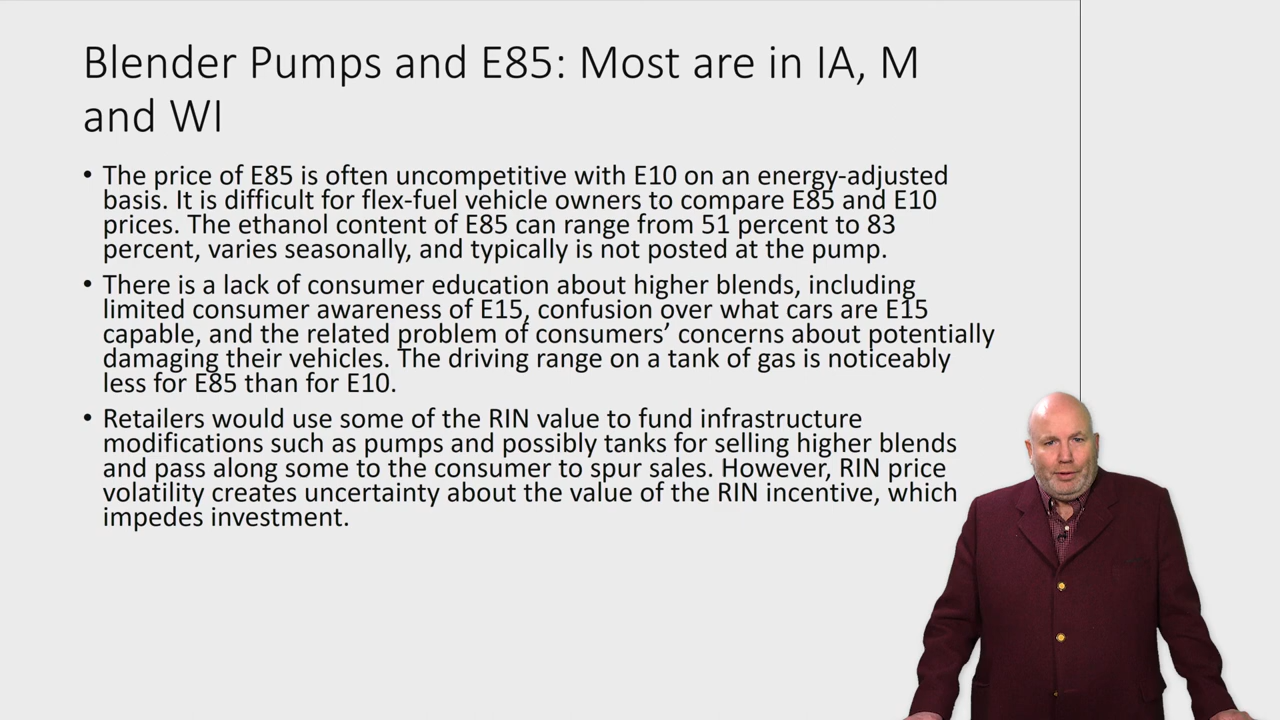 Blender Pumps and E85: Most are in IA, M
and WI
• The price of E85 is often uncompetitive with E10 on an energy-adjusted
basis. It is difficult for flex-fuel vehicle owners to compare E85 and E10
prices. The ethanol content of E85 can range from 51 percent to 83
percent, varies seasonally, and typically is not posted at the pump.
• There is a lack of consumer education about higher blends, including
limited consumer awareness of E15, confusion over what cars are E15
capable, and the related problem of consumers’ concerns about potentially
damaging their vehicles. The driving range on a tank of gas is noticeably
less for E85 than for E10.
• Retailers would use some of the RIN value to fund infrastructure
modifications such as pumps and possibly tanks for selling higher blends
and pass along some to the consumer to spur sales. However, RIN price
volatility creates uncertainty about the value of the RIN incentive, which
impedes investment.